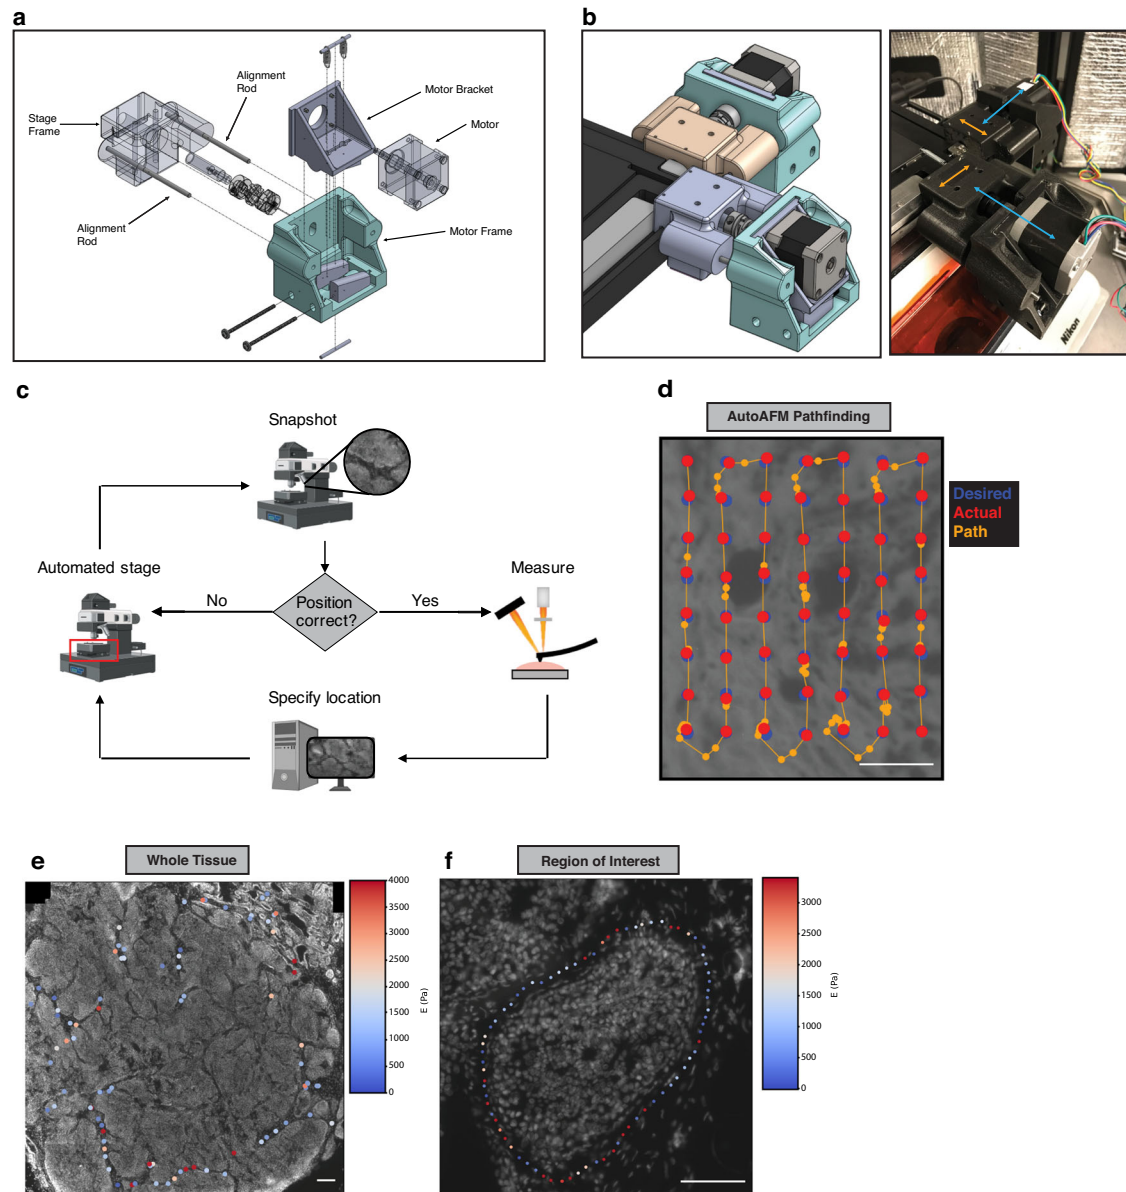 a
Alignment
Rod
Stage
Frame
Motor Bracket
Motor
Alignment
Rod
Motor Frame
b
Nikon
c
Snapshot
Automated stage
No
Position
correct?
Yes
Measure
Specify location
d
AutoAFM Pathfinding
Desired
Actual
Path
e
Whole Tissue
4000
3500
3000
2500
2000
1500
1000
500
0
E (Pa)
f
Region of Interest
3000
2500
2000
1500
1000
500
0
E (Pa)